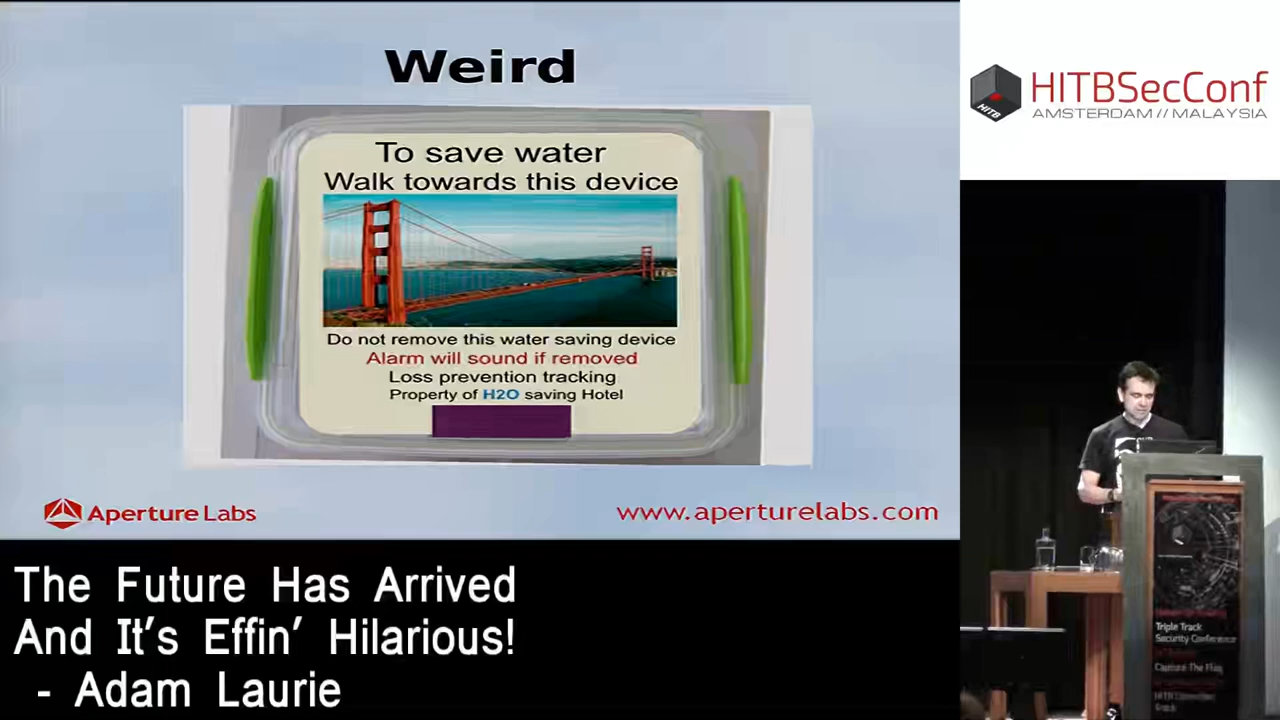 Weird
To save water
Walk towards this device
Do not remove this water saving device
Alarm will sound if removed
Loss prevention tracking
Property of H2O saving Hotel
Aperture Labs
www.aperturelabs.com
The Future Has Arrived
And It's Effin' Hilarious!
- Adam Laurie
HITBSecConf
AMSTERDAM // MALAYSIA
HITB
Triple Track
Security Conference
Capture The Flag